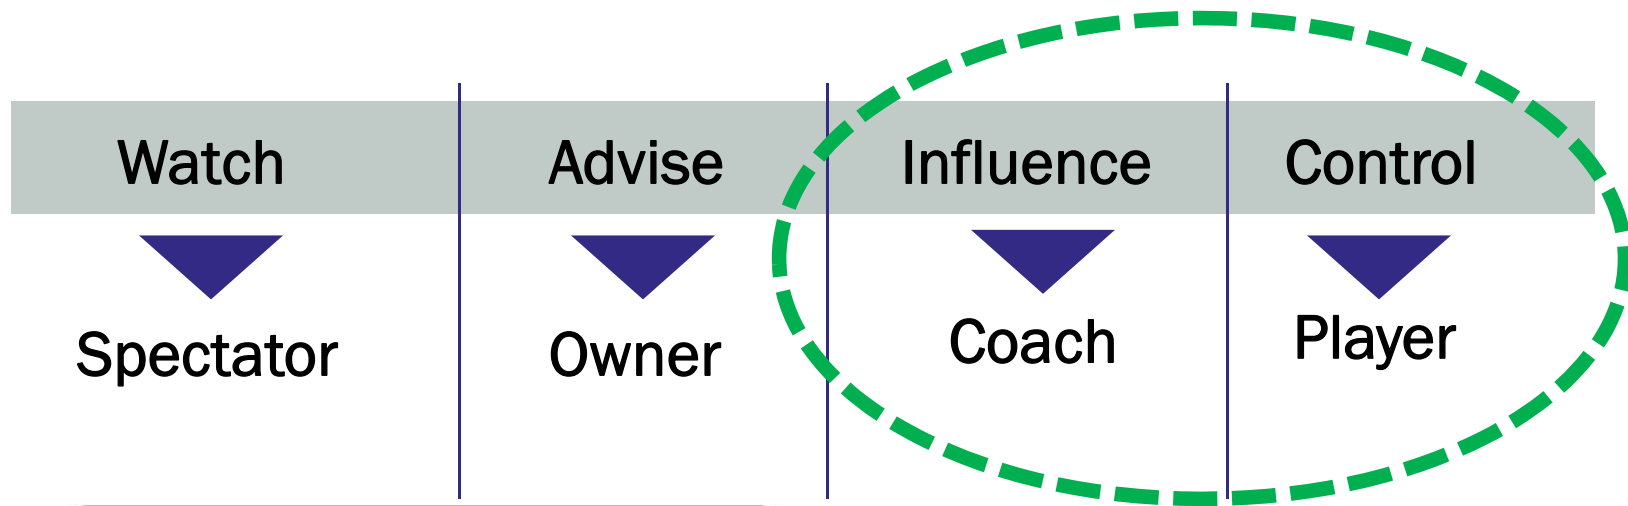 Watch Advise Influence Control
Spectator Owner Coach Player